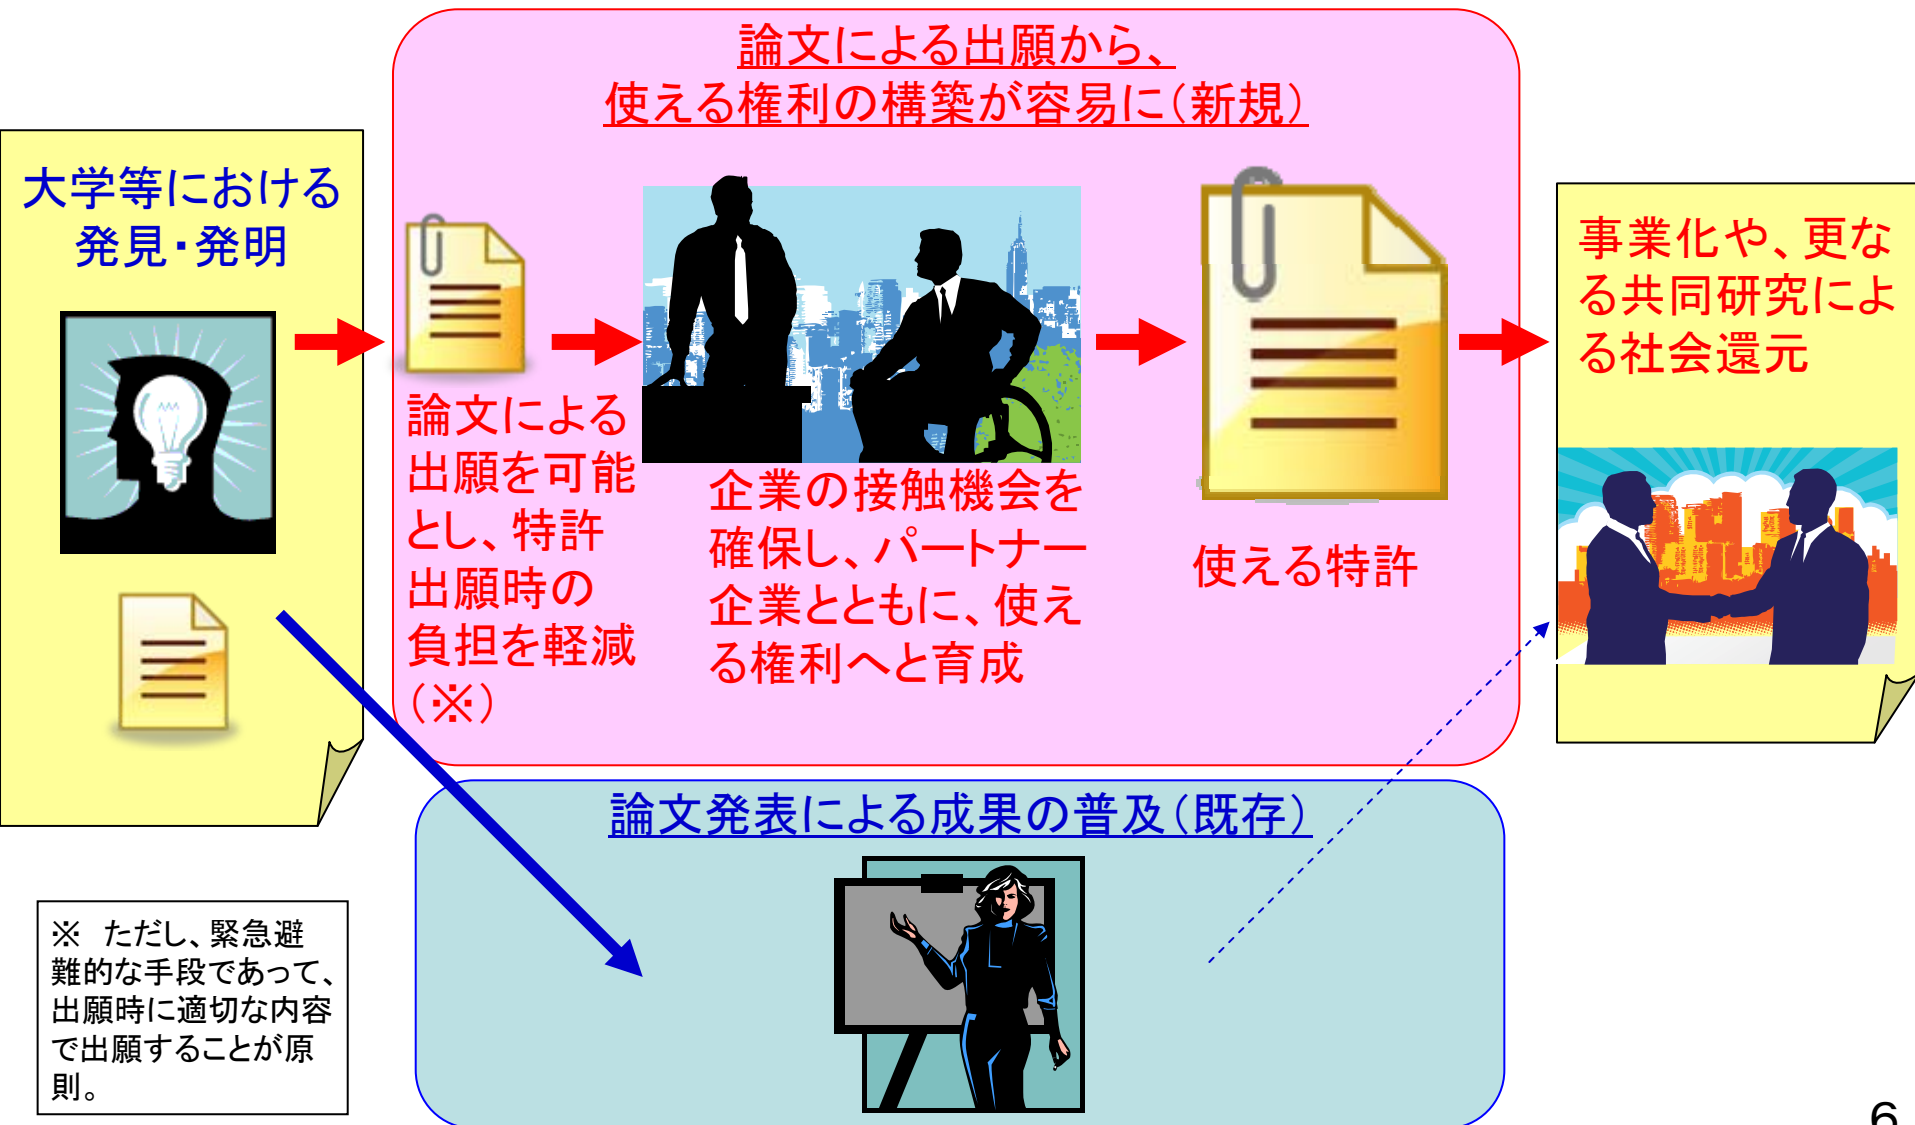 論文による出願から、
使える権利の構築が容易に(新規)
大学等における
発見・発明
論文による
出願を可能
とし、特許
出願時の
負担を軽減
(※)
企業の接触機会を
確保し、パートナー
企業とともに、使え
る権利へと育成
使える特許
事業化や、更な
る共同研究によ
る社会還元
論文発表による成果の普及(既存)
※ ただし、緊急避
難的な手段であって、
出願時に適切な内容
で出願することが原
則。
6